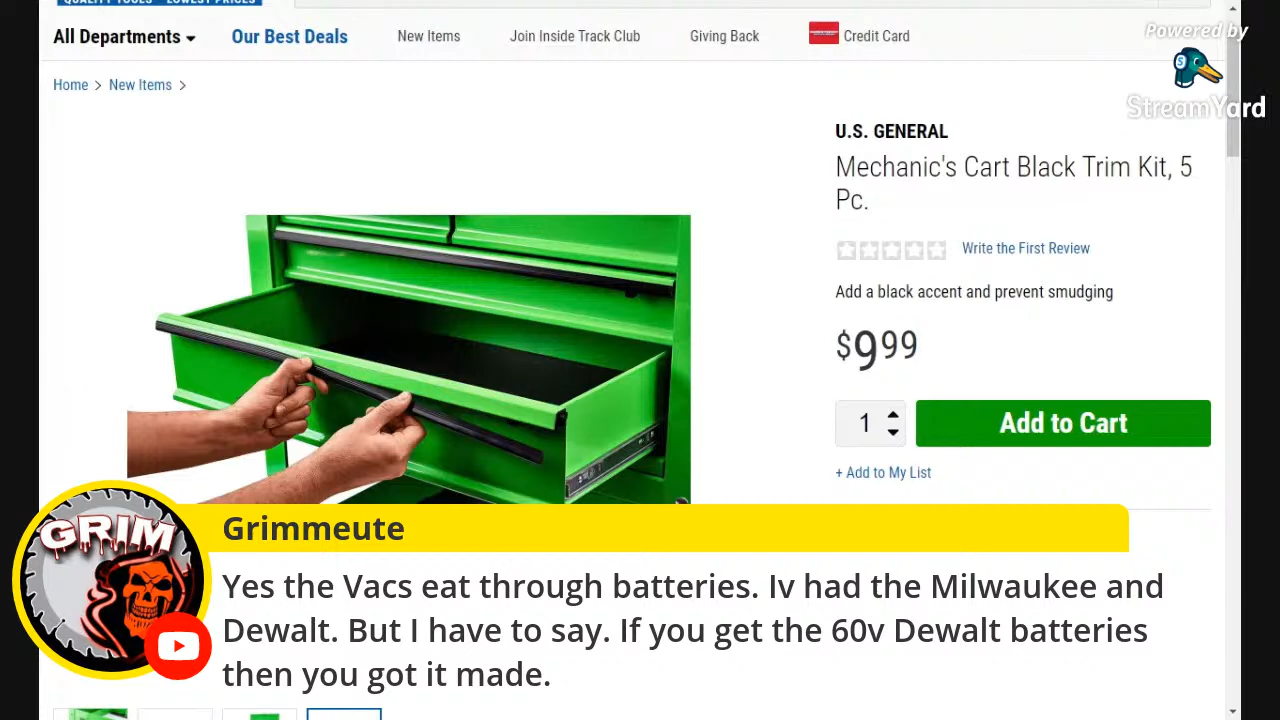 QUALITY TOOLS LOWEST PRICES
All Departments
Our Best Deals
New Items
Join Inside Track Club
Giving Back
Credit Card
Powered by
StreamYard
Home > New Items >
U.S. GENERAL
Mechanic's Cart Black Trim Kit, 5
Pc.
Write the First Review
Add a black accent and prevent smudging
$9 99
1
Add to Cart
+ Add to My List
GRIM
Grimmeute
Yes the Vacs eat through batteries. Iv had the Milwaukee and
Dewalt. But I have to say. If you get the 60v Dewalt batteries
then you got it made.